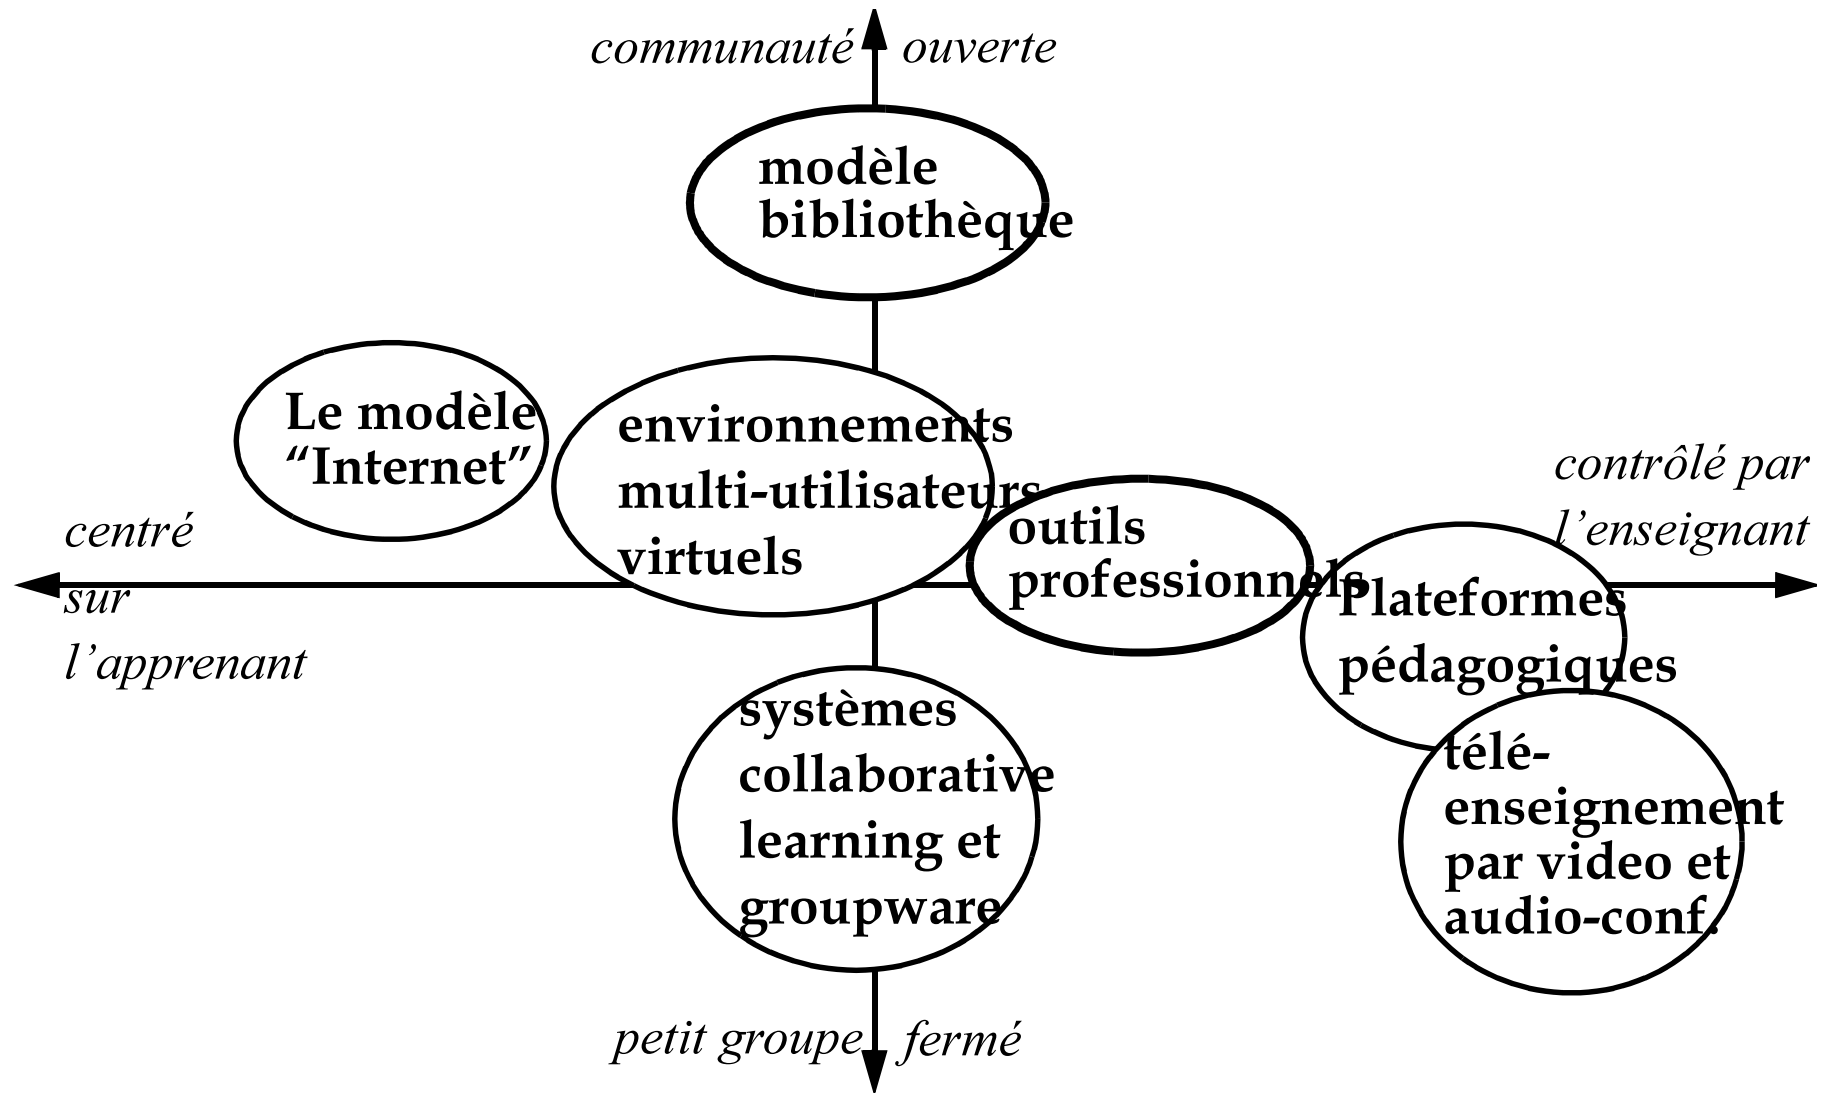 communauté ouverte
modèle
bibliothèque
Le modèle
“Internet”
environnements
multi-utilisateurs
virtuels
outils
professionnels
contrôlé par
l’enseignant
centré
sur
l’apprenant
Plateformes
pédagogiques
systèmes
collaborative
learning et
groupware
télé-
enseignement
par video et
audio-conf.
petit groupe fermé